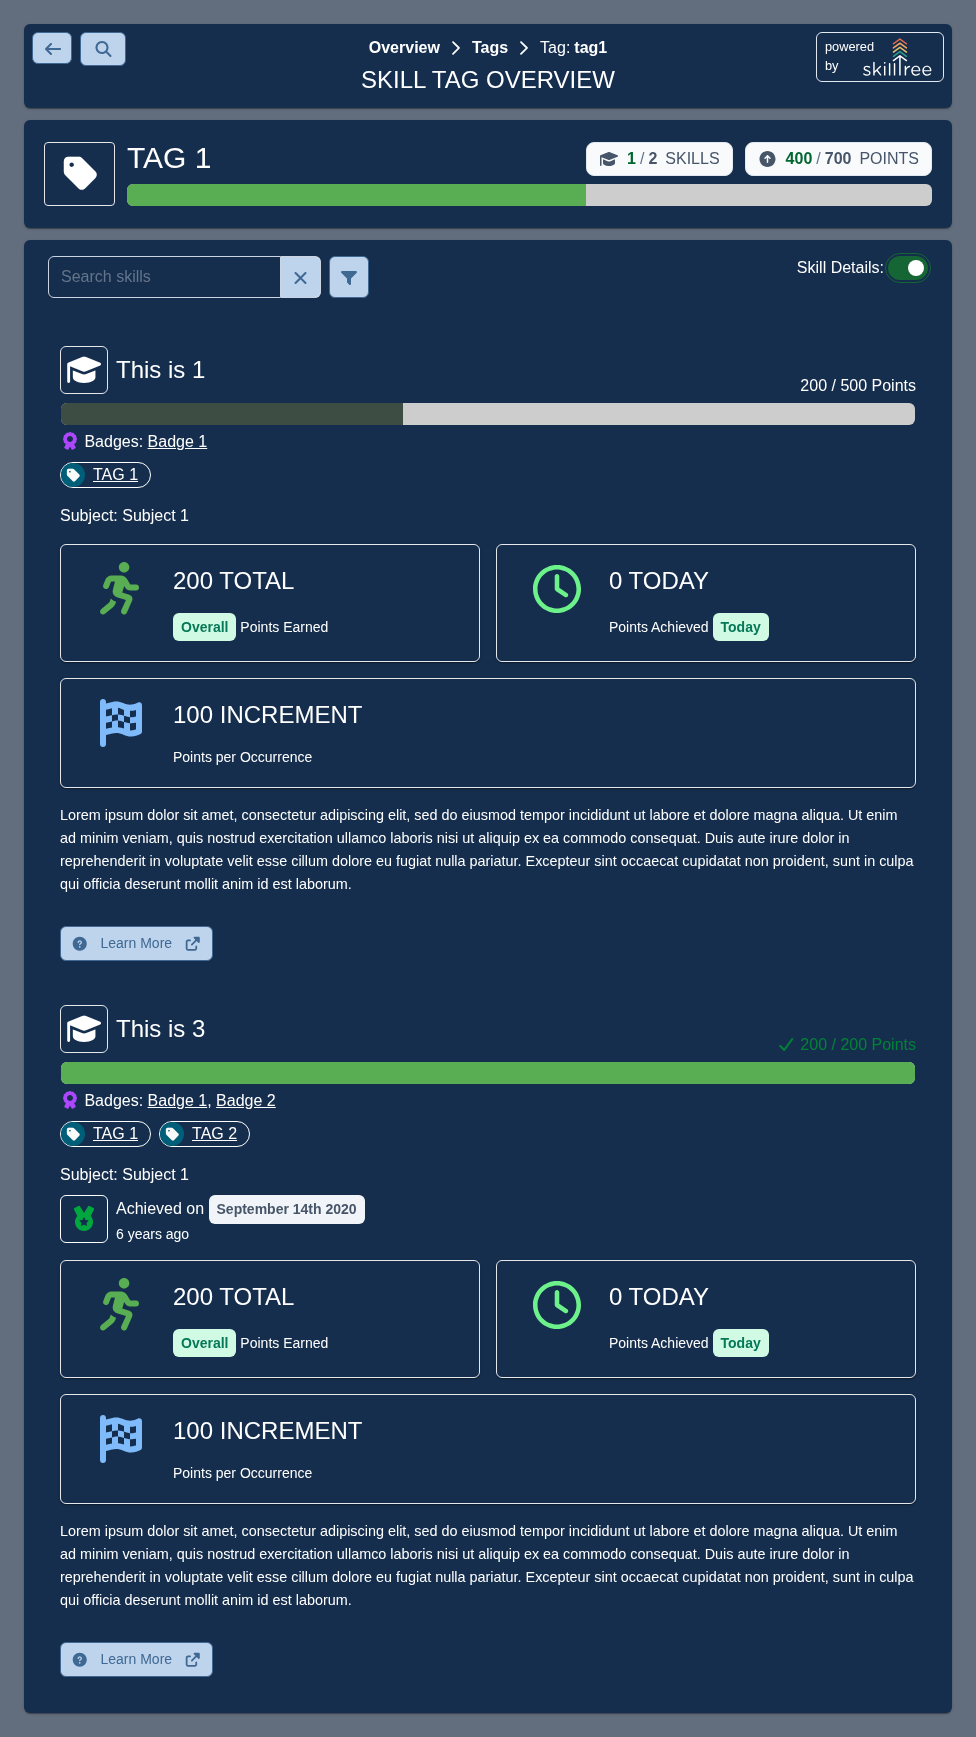 Overview > Tags > Tag: tag1
SKILL TAG OVERVIEW
powered
by skilltree
TAG 1
1 / 2 SKILLS
400 / 700 POINTS
Search skills
Skill Details:
This is 1
200 / 500 Points
Badges: Badge 1
TAG 1
Subject: Subject 1
200 TOTAL
Overall Points Earned
0 TODAY
Points Achieved Today
100 INCREMENT
Points per Occurrence
Lorem ipsum dolor sit amet, consectetur adipiscing elit, sed do eiusmod tempor incididunt ut labore et dolore magna aliqua. Ut enim
ad minim veniam, quis nostrud exercitation ullamco laboris nisi ut aliquip ex ea commodo consequat. Duis aute irure dolor in
reprehenderit in voluptate velit esse cillum dolore eu fugiat nulla pariatur. Excepteur sint occaecat cupidatat non proident, sunt in culpa
qui officia deserunt mollit anim id est laborum.
Learn More
This is 3
200 / 200 Points
Badges: Badge 1, Badge 2
TAG 1 TAG 2
Subject: Subject 1
Achieved on September 14th 2020
6 years ago
200 TOTAL
Overall Points Earned
0 TODAY
Points Achieved Today
100 INCREMENT
Points per Occurrence
Lorem ipsum dolor sit amet, consectetur adipiscing elit, sed do eiusmod tempor incididunt ut labore et dolore magna aliqua. Ut enim
ad minim veniam, quis nostrud exercitation ullamco laboris nisi ut aliquip ex ea commodo consequat. Duis aute irure dolor in
reprehenderit in voluptate velit esse cillum dolore eu fugiat nulla pariatur. Excepteur sint occaecat cupidatat non proident, sunt in culpa
qui officia deserunt mollit anim id est laborum.
Learn More